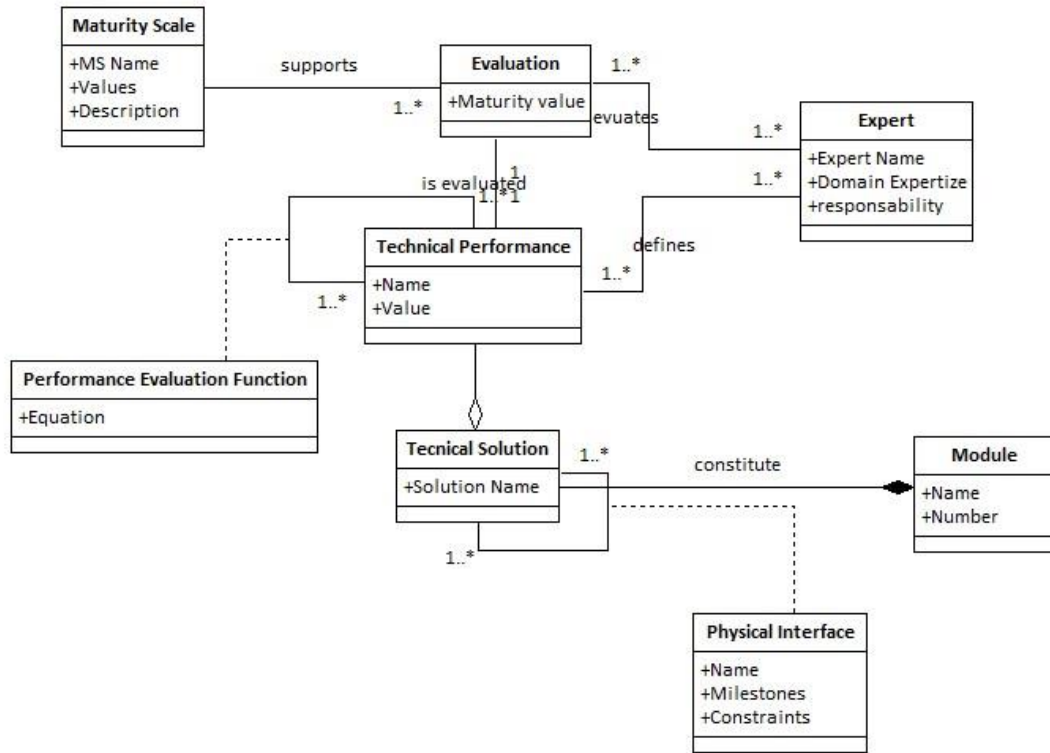 Maturity Scale
+MS Name
+Values
+Description
supports
1..*
Evaluation
+Maturity value
1..*
evuates
1..*
Expert
+Expert Name
+Domain Expertize
+responsability
1..*
defines
1..*
is evaluated
1
1..*
1
Technical Performance
+Name
+Value
1..*
Performance Evaluation Function
+Equation
Tecnical Solution
+Solution Name
1..*
1..*
constitute
Module
+Name
+Number
Physical Interface
+Name
+Milestones
+Constraints